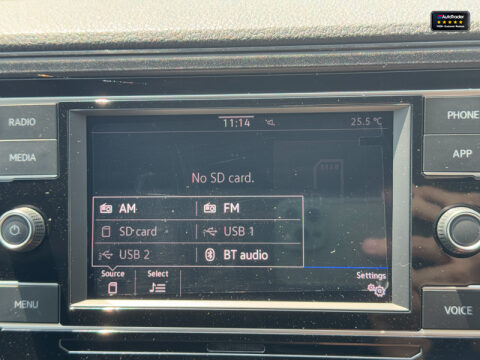 AutoTrader
RADIO
MEDIA
MENU
11:14
25.5 °C
No SD card.
AM
FM
SD card
USB 1
USB 2
BT audio
Source
Select
Settings
PHONE
APP
VOICE